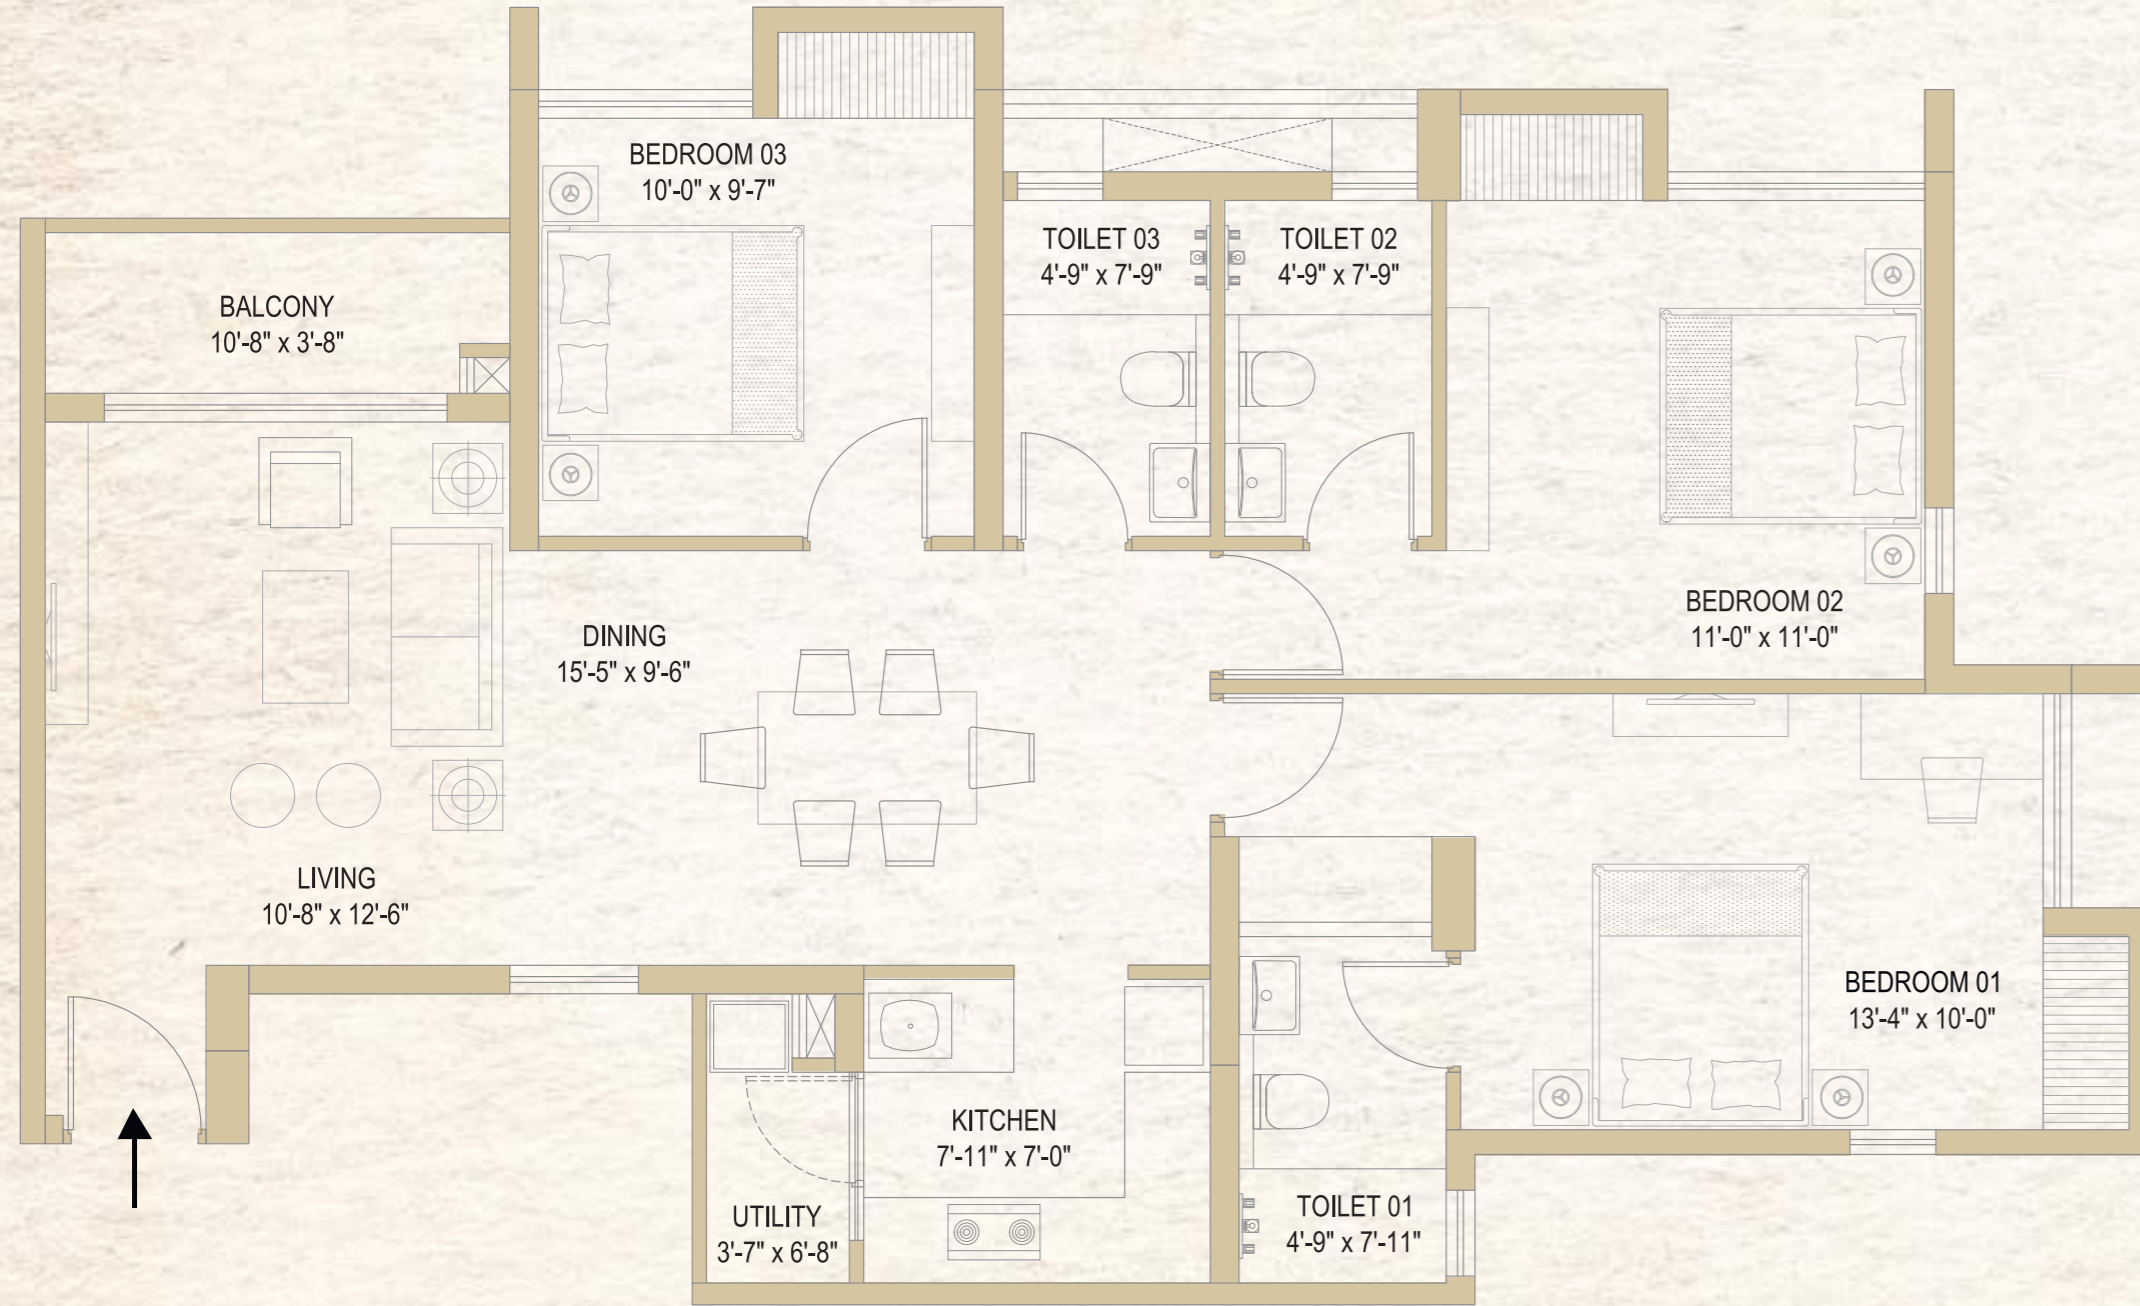 BEDROOM 03
10'-0" x 9'-7"
TOILET 03
4'-9" x 7'-9"
TOILET 02
4'-9" x 7'-9"
BALCONY
10'-8" x 3'-8"
BEDROOM 02
11'-0" x 11'-0"
DINING
15'-5" x 9'-6"
LIVING
10'-8" x 12'-6"
BEDROOM 01
13'-4" x 10'-0"
KITCHEN
7'-11" x 7'-0"
UTILITY
3'-7" x 6'-8"
TOILET 01
4'-9" x 7'-11"